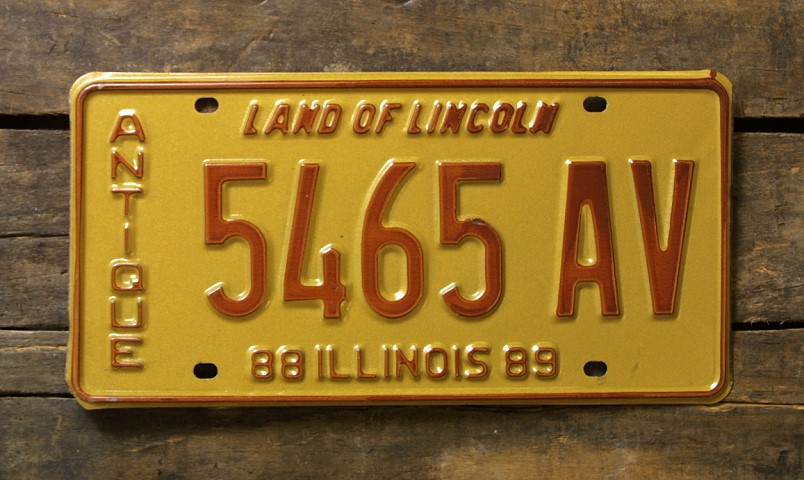 LAND OF LINCOLN
ANTIQUE
5465 AV
88 ILLINOIS 89